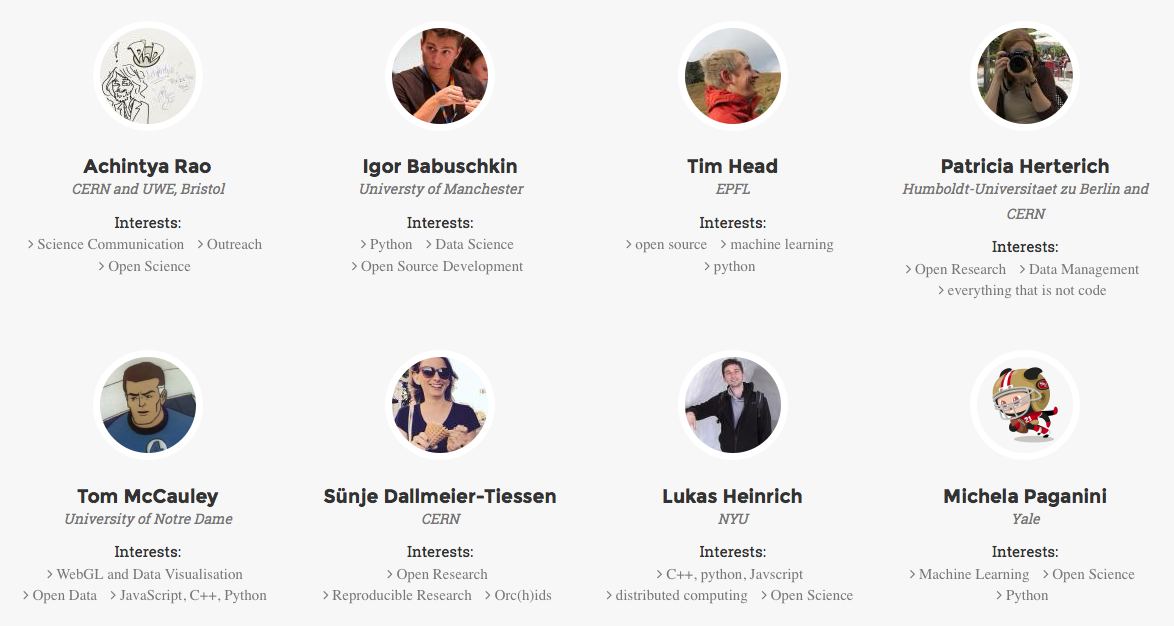 Achintya Rao
CERN and UWE, Bristol
Interests:
Science Communication Outreach
Open Science
Igor Babuschkin
Universty of Manchester
Interests:
Python Data Science
Open Source Development
Tim Head
EPFL
Interests:
open source machine learning
python
Patricia Herterich
Humboldt-Universitaet zu Berlin and
CERN
Interests:
Open Research Data Management
everything that is not code
Tom McCauley
University of Notre Dame
Interests:
WebGL and Data Visualisation
Open Data JavaScript, C++, Python
Sünje Dallmeier-Tiessen
CERN
Interests:
Open Research
Reproducible Research Orc(h)ids
Lukas Heinrich
NYU
Interests:
C++, python, Javscript
distributed computing Open Science
Michela Paganini
Yale
Interests:
Machine Learning Open Science
Python